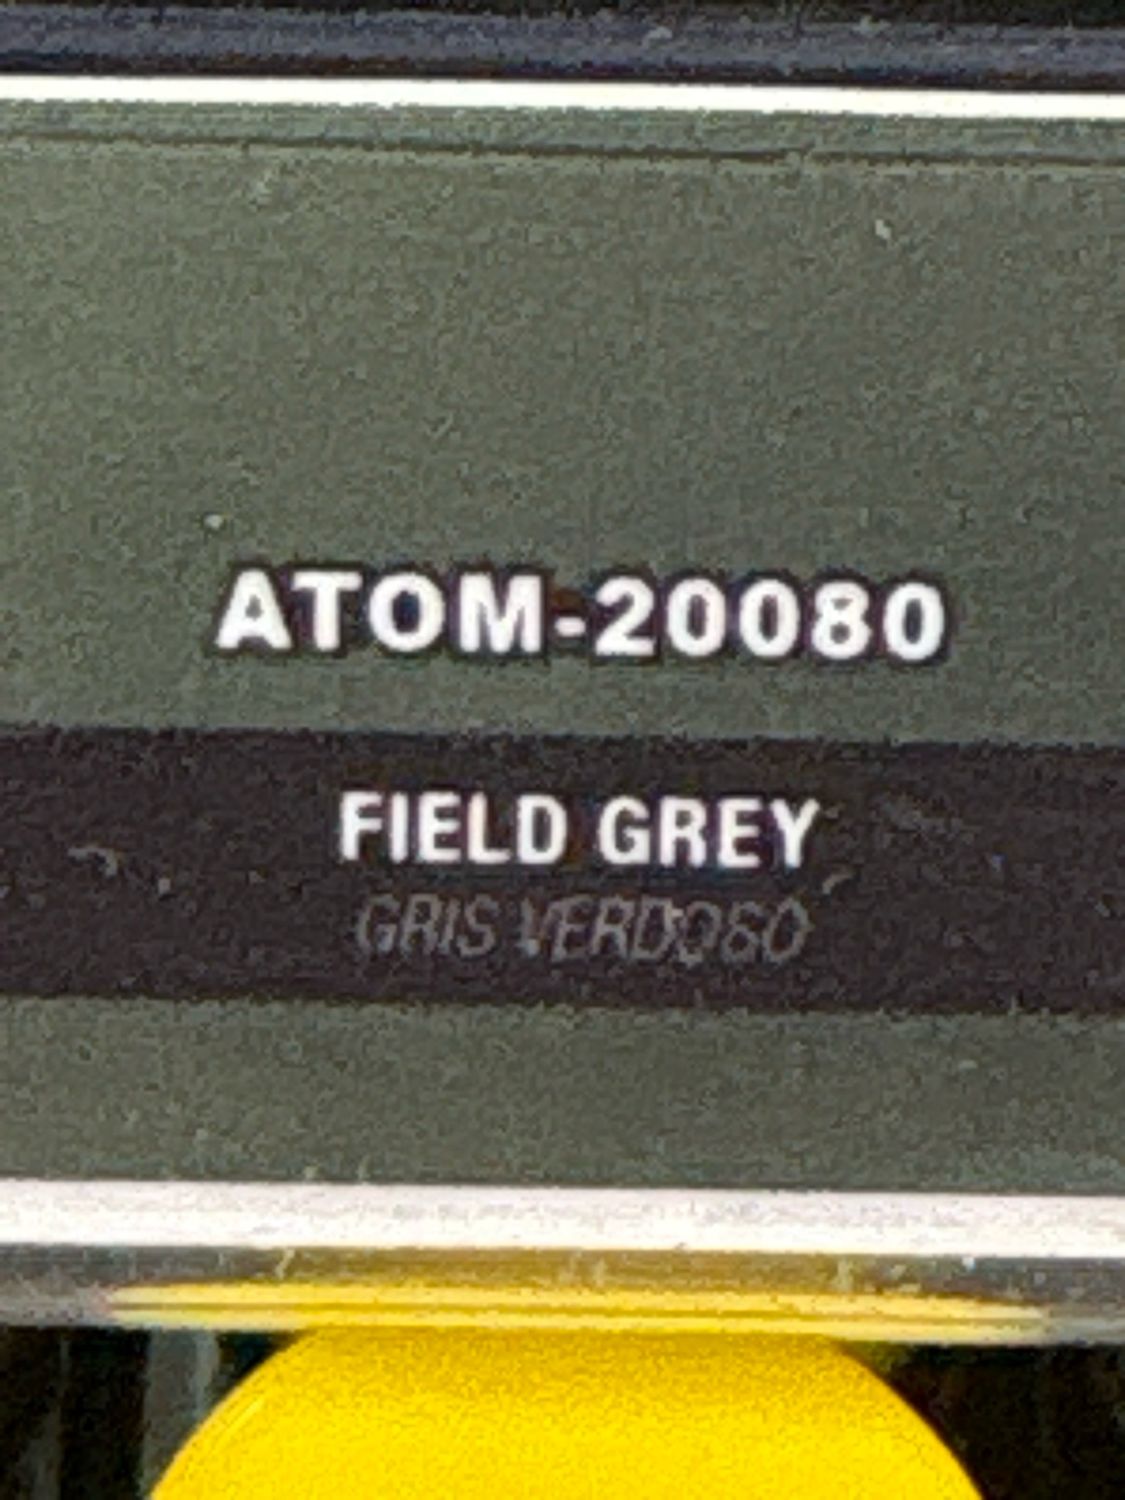 ATOM-20080
FIELD GREY
GRIS VERDOSO